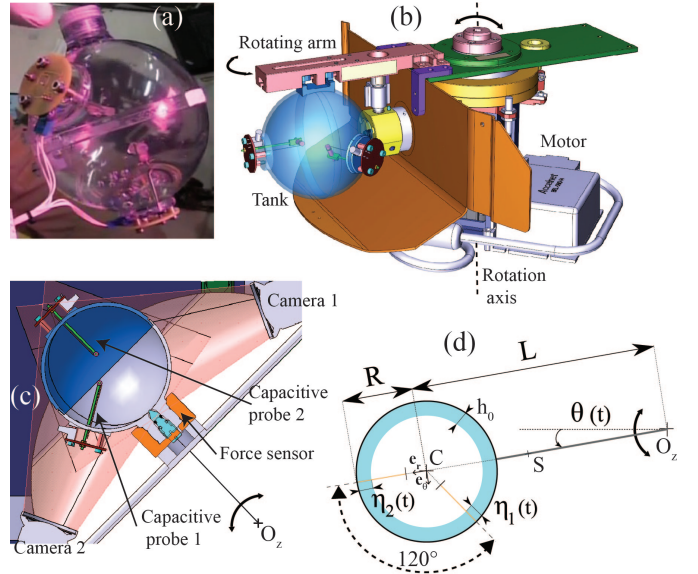 (a)
(b)
Rotating arm
Tank
Motor
Rotation
axis
(c)
Camera 1
Capacitive
probe 2
Force sensor
Capacitive
probe 1
Camera 2
O_z
(d)
R
L
h_0
θ (t)
O_z
C
S
e_r
e_θ
η_2(t)
η_1(t)
120°